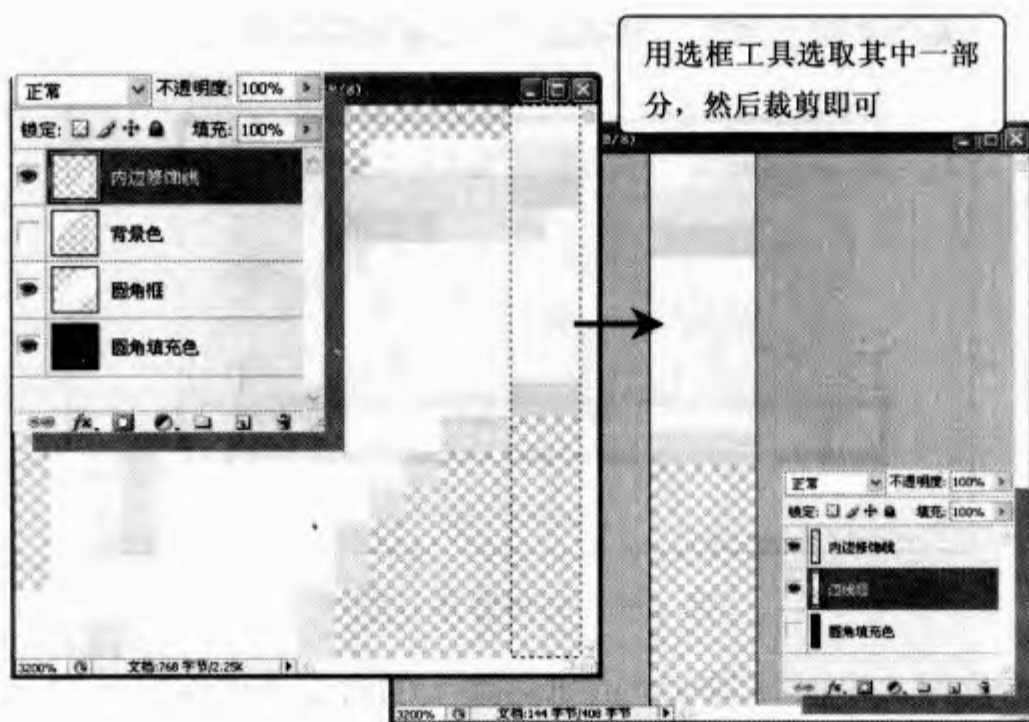 用选框工具选取其中一部
分，然后裁剪即可
正常 不透明度: 100%
锁定: 填充: 100%
内边修饰线
背景色
圆角框
圆角填充色
3200% 文档:768 字节/2.25K
正常 不透明度: 100%
锁定: 填充: 100%
内边修饰线
圆角填充色
3200% 文档:144 字节/408 字节